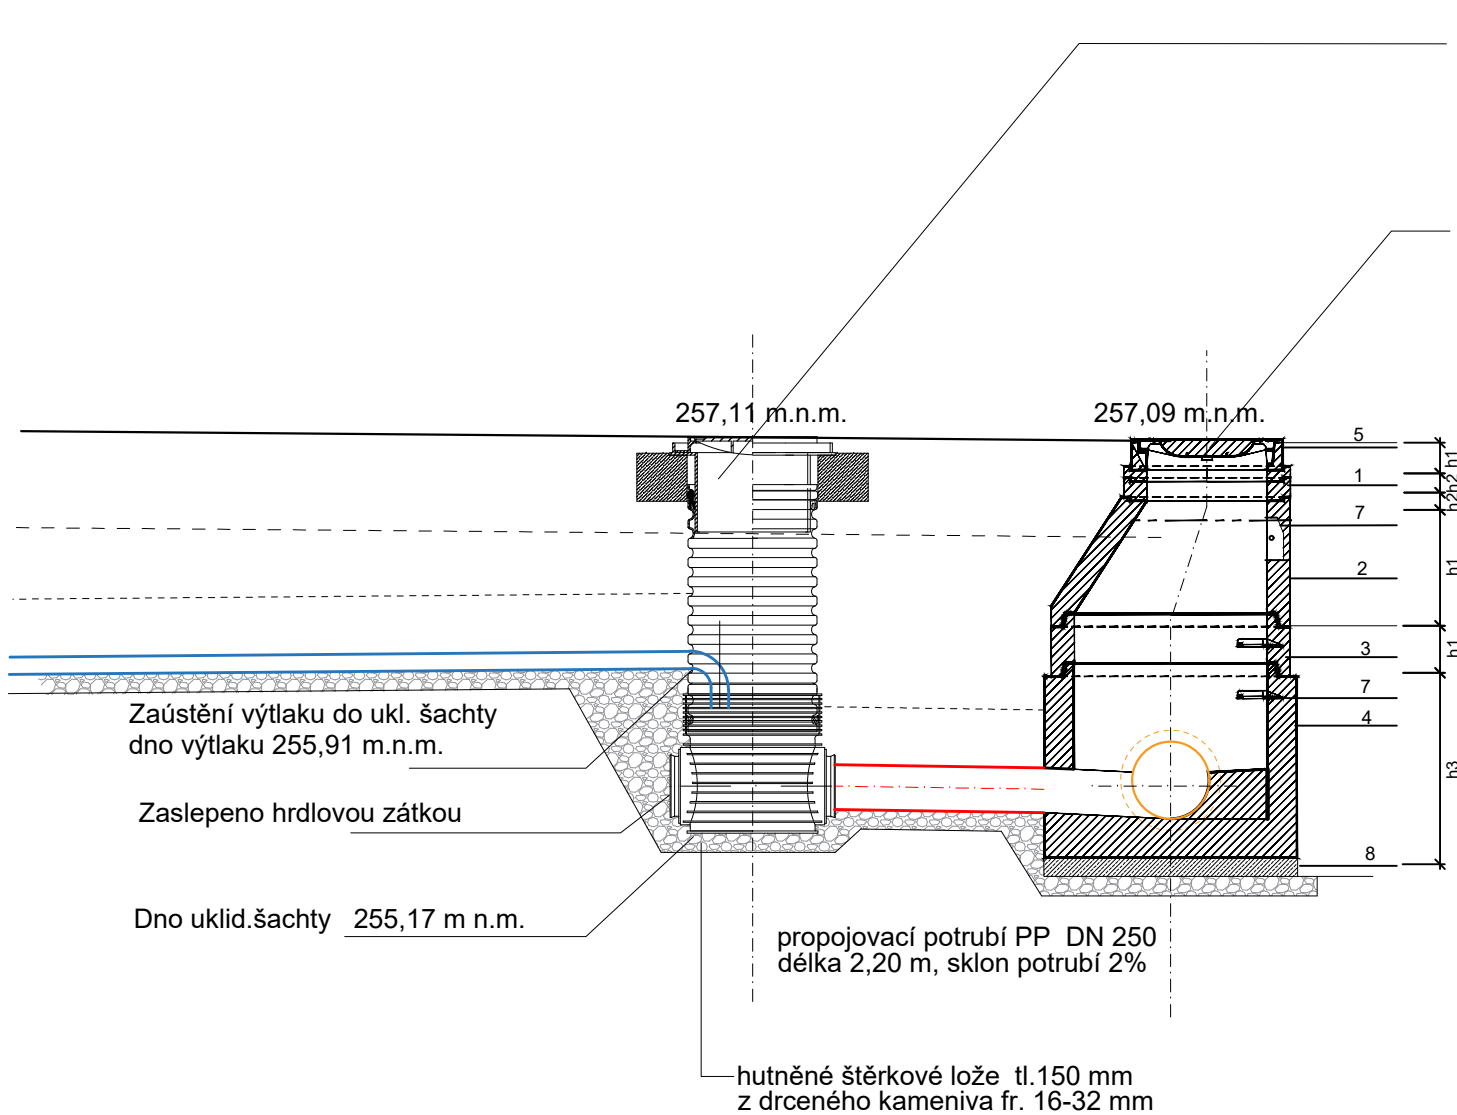 257,11 m.n.m.
257,09 m.n.m.
5
h1
1
h2
h2
7
2
h1
3
h1
7
4
h3
8
Zaústění výtlaku do ukl. šachty
dno výtlaku 255,91 m.n.m.
Zaslepeno hrdlovou zátkou
Dno uklid.šachty 255,17 m n.m.
propojovací potrubí PP DN 250
délka 2,20 m, sklon potrubí 2%
hutněné štěrkové lože tl.150 mm
z drceného kameniva fr. 16-32 mm